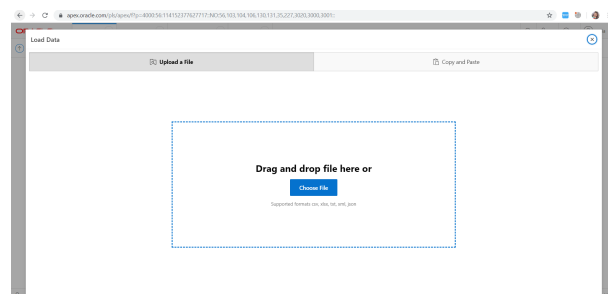 apex.oracle.com/pls/apex/f?p=4000:56:114152377627717::NO:56,103,104,106,130,131,35,227,3020,3000,3001::
Load Data
Upload a File
Copy and Paste
Drag and drop file here or
Choose File
Supported formats csv, xlsx, txt, xml, json